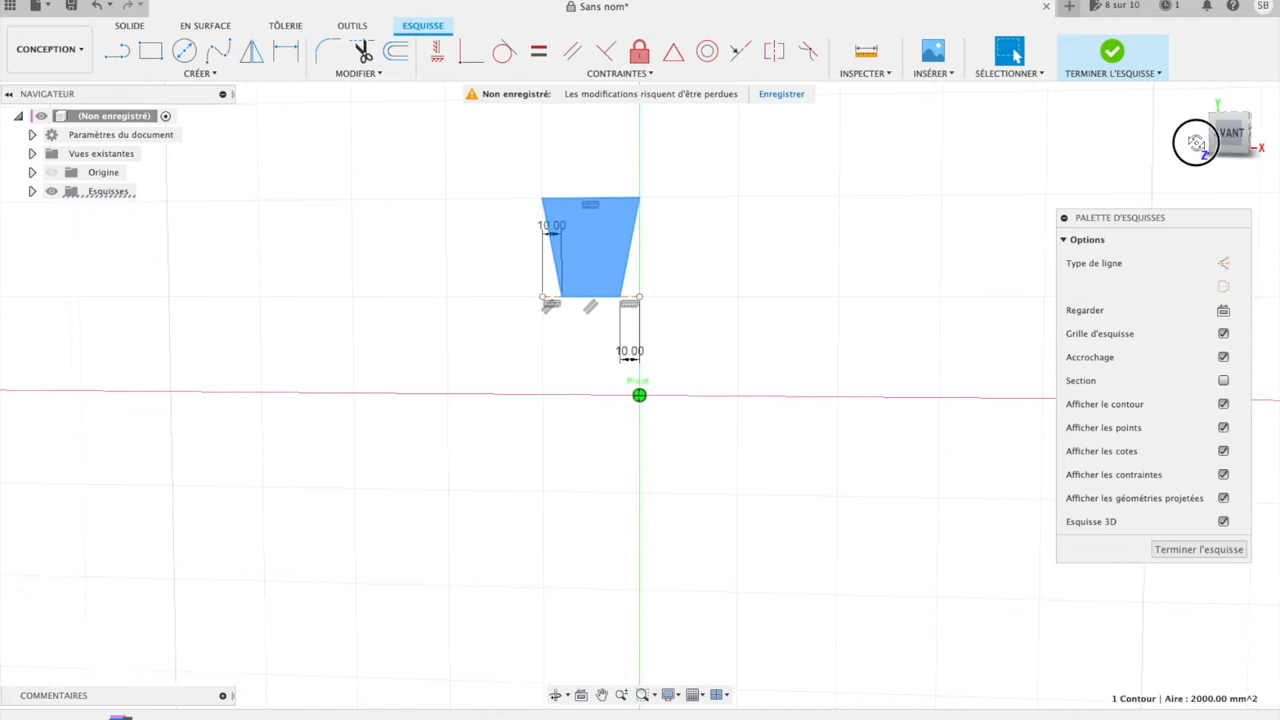 Sans nom*
8 sur 10
1
SB
SOLIDE
EN SURFACE
TÔLERIE
OUTILS
ESQUISSE
CONCEPTION
CRÉER
MODIFIER
CONTRAINTES
INSPECTER
INSÉRER
SÉLECTIONNER
TERMINER L'ESQUISSE
NAVIGATEUR
Non enregistré: Les modifications risquent d'être perdues Enregistrer
(Non enregistré)
Paramètres du document
Vues existantes
Origine
Esquisses
Y
AVANT
X
Z
10.00
10.00
PALETTE D'ESQUISSES
Options
Type de ligne
Regarder
Grille d'esquisse
Accrochage
Section
Afficher le contour
Afficher les points
Afficher les cotes
Afficher les contraintes
Afficher les géométries projetées
Esquisse 3D
Terminer l'esquisse
COMMENTAIRES
1 Contour | Aire : 2000.00 mm^2